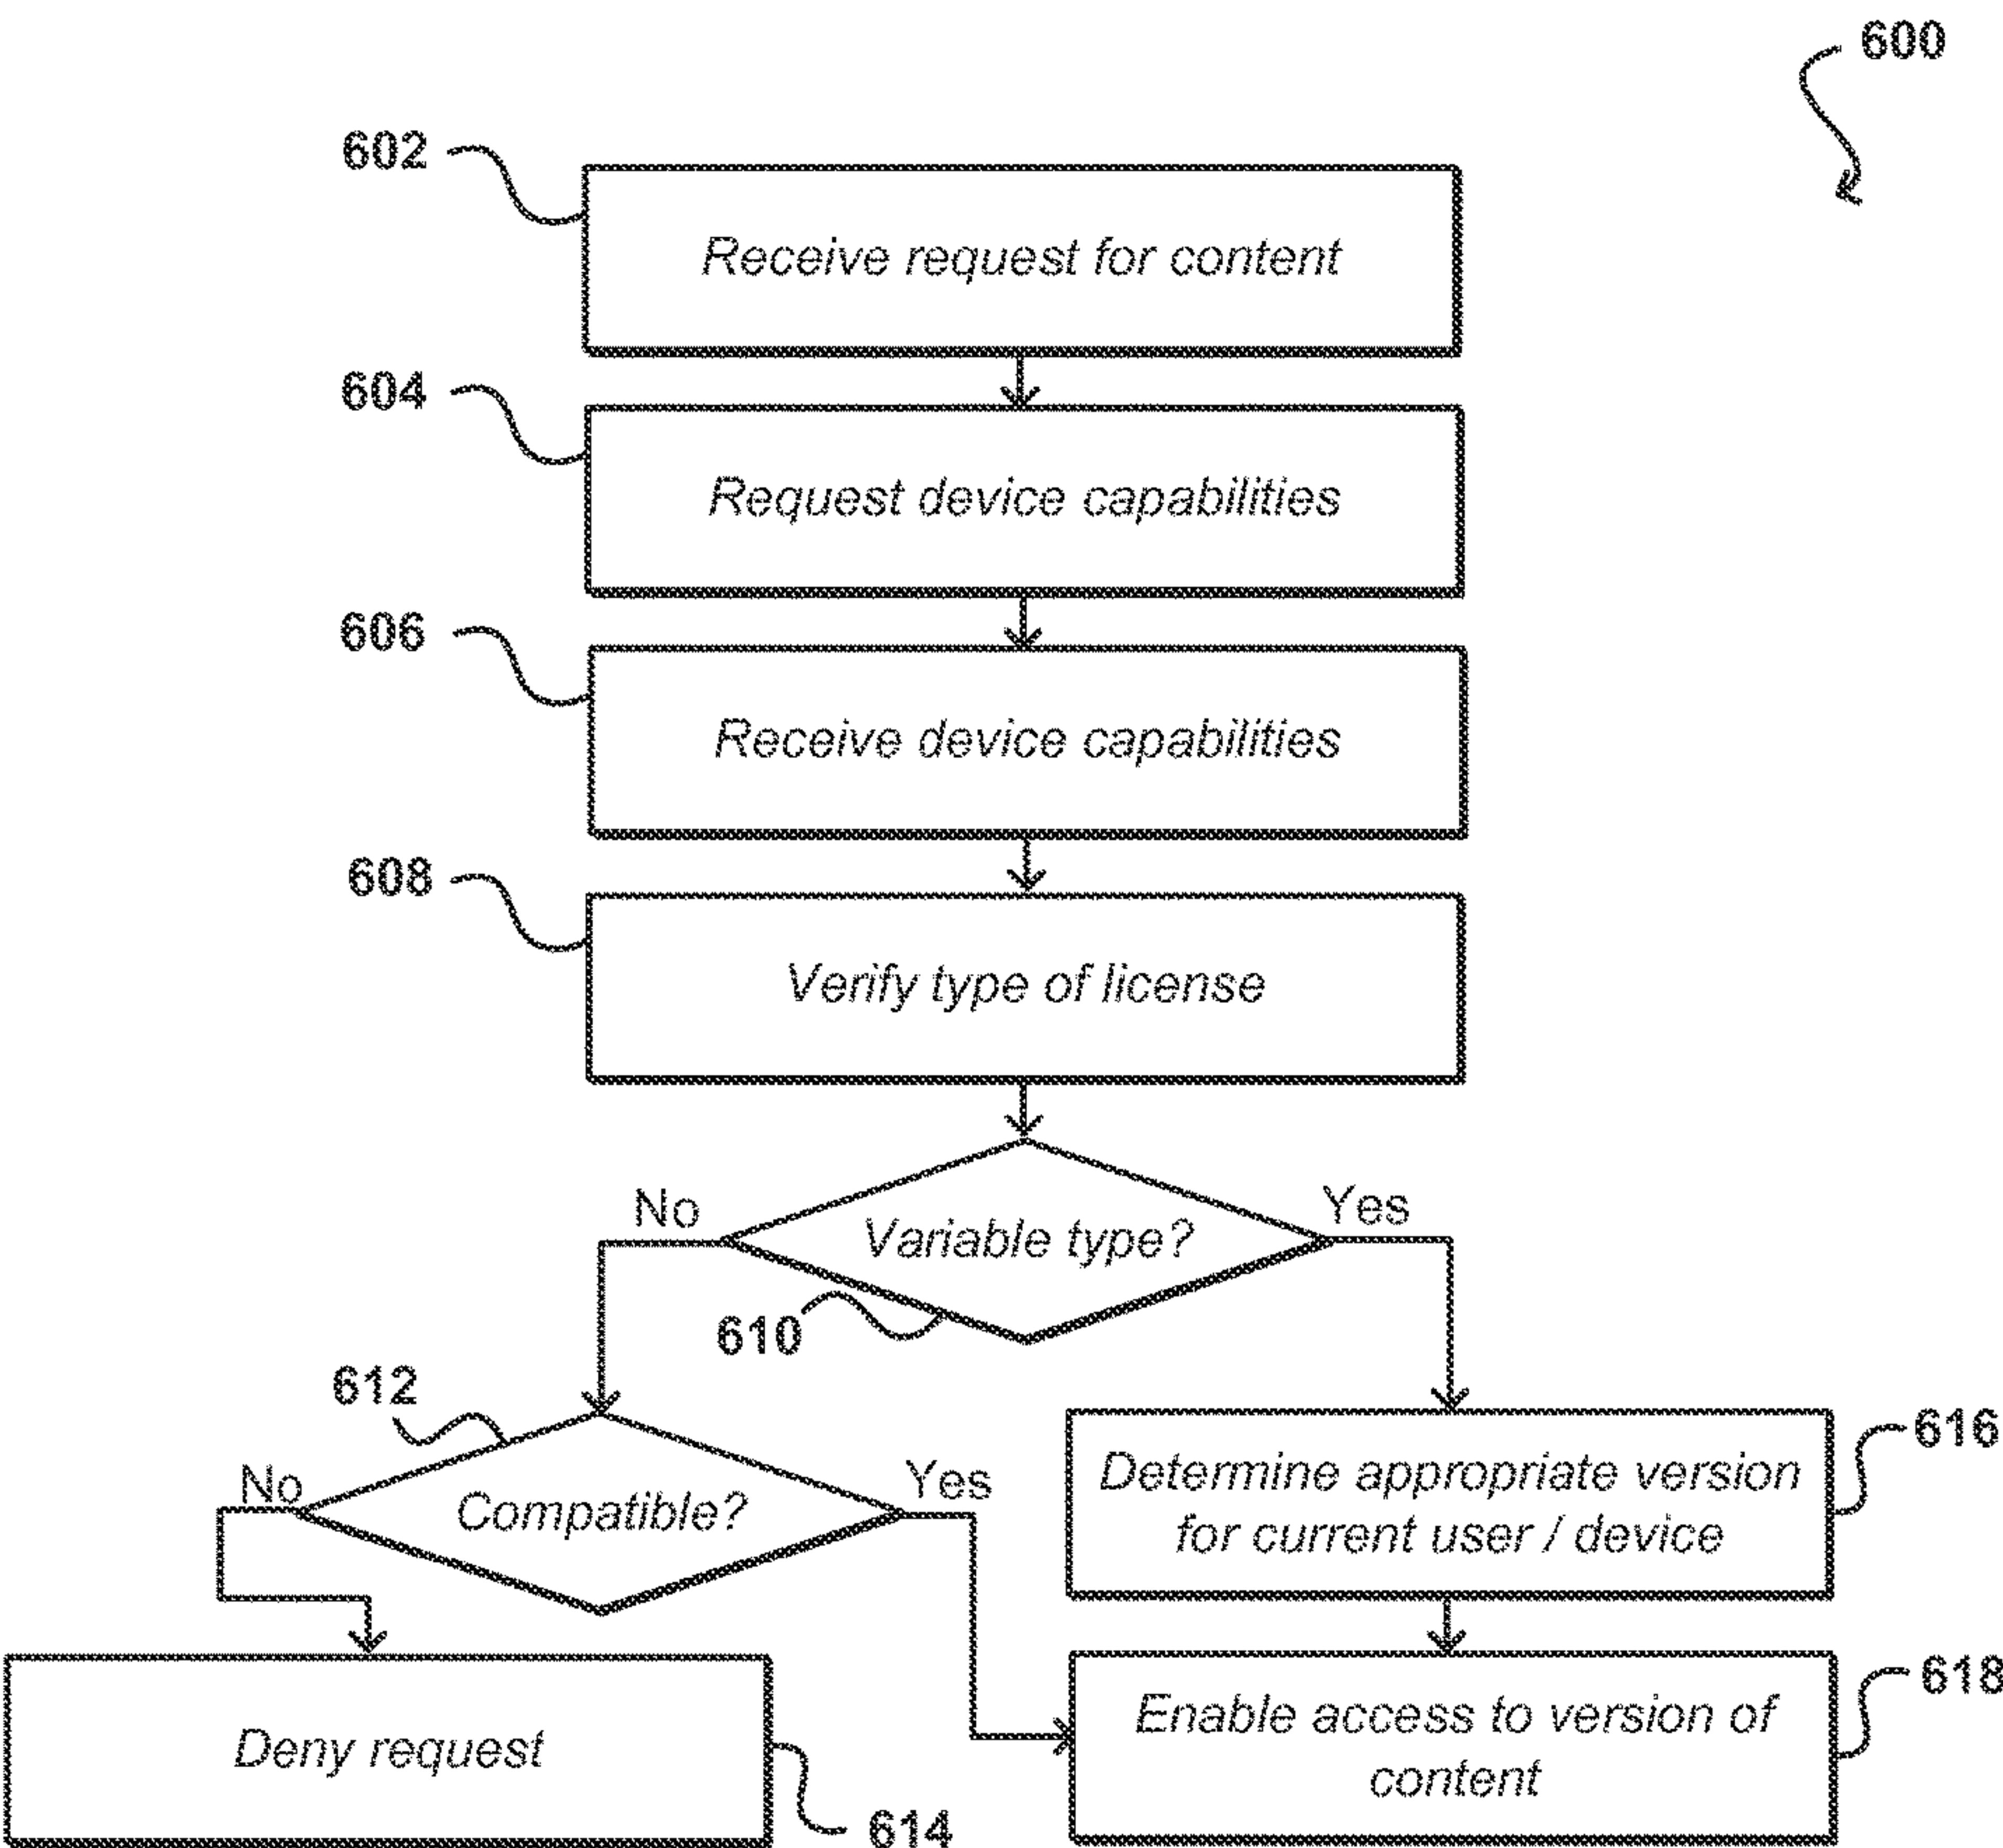 600
602
Receive request for content
604
Request device capabilities
606
Receive device capabilities
608
Verify type of license
No
Variable type?
Yes
610
612
No
Compatible?
Yes
Determine appropriate version
for current user / device
616
Deny request
614
Enable access to version of
content
618